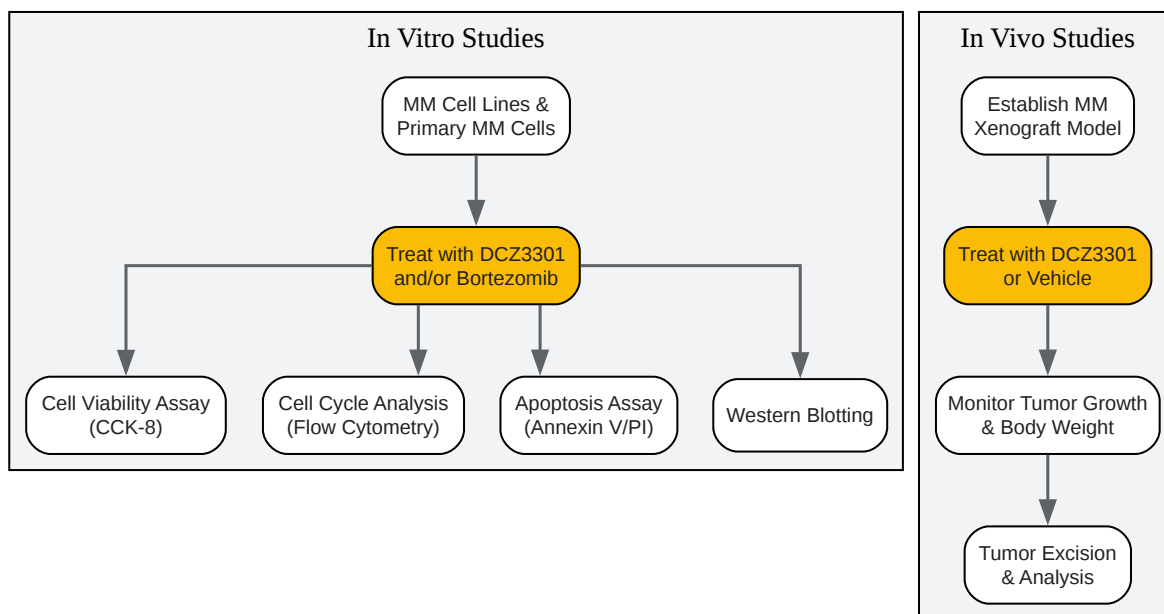 In Vitro Studies
MM Cell Lines &
Primary MM Cells
Treat with DCZ3301
and/or Bortezomib
Cell Viability Assay
(CCK-8)
Cell Cycle Analysis
(Flow Cytometry)
Apoptosis Assay
(Annexin V/PI)
Western Blotting
In Vivo Studies
Establish MM
Xenograft Model
Treat with DCZ3301
or Vehicle
Monitor Tumor Growth
& Body Weight
Tumor Excision
& Analysis